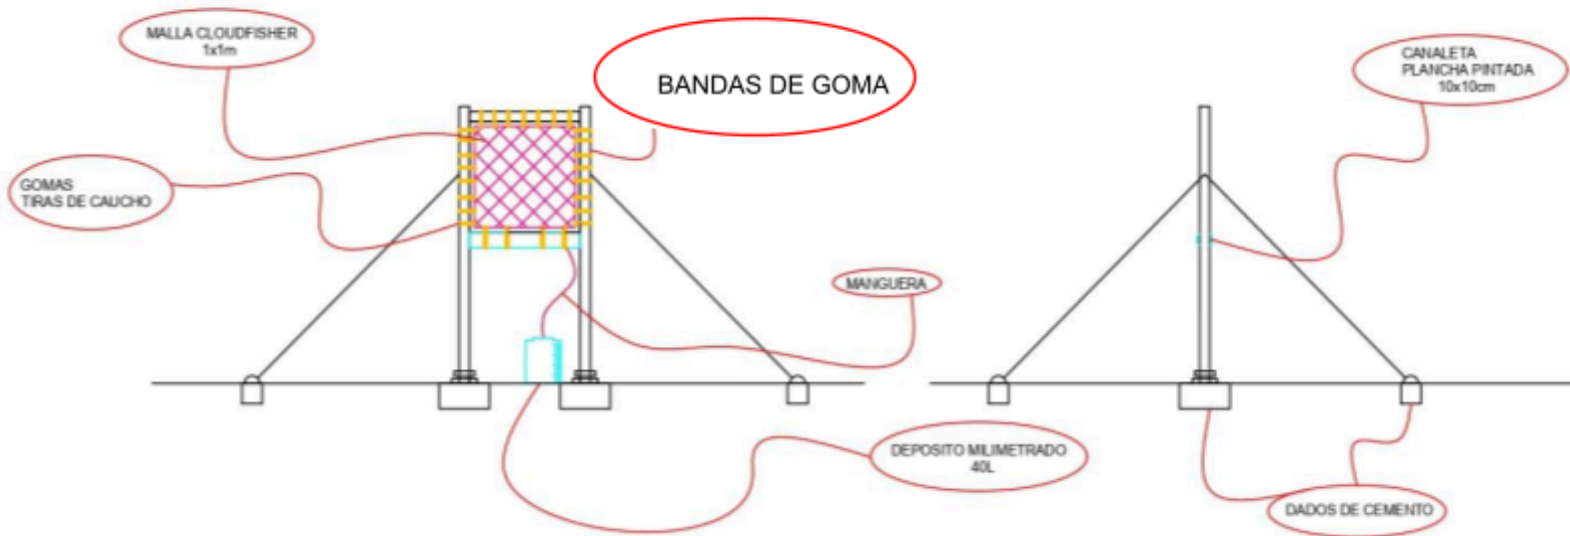 MALLA CLOUDFISHER
1x1m
BANDAS DE GOMA
CANALETA
PLANCHA PINTADA
10x10cm
GOMAS
TIRAS DE CAUCHO
MANGUERA
DEPOSITO MILIMETRADO
40L
DADOS DE CEMENTO